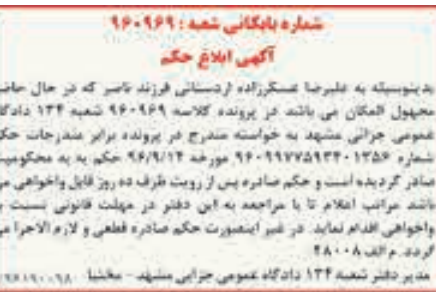 شماره بایگانی شعبه : ۹۶۰۹۶۹
آگهی ابلاغ حکم
بدینوسیله به علیرضا عسکرزاده اردستانی فرزند ناصر که در حال حاضر
مجهول المکان می باشد در پرونده کلاسه ۹۶۰۹۶۹ شعبه ۱۳۴ دادگاه
عمومی جزائی مشهد به خواسته مندرج در پرونده برابر مندرجات حکم
شماره ۹۶۰۹۹۷۷۵۹۳۴۰۱۳۵۶ مورخه ۹۶/۹/۱۴ حکم به به محکومیت
صادر گردیده است و حکم صادره پس از رویت ظرف ده روز قابل واخواهی می
باشد مراتب اعلام تا با مراجعه به این دفتر در مهلت قانونی نسبت به
واخواهی اقدام نماید. در غیر اینصورت حکم صادره قطعی و لازم الاجرا می
گردد. م الف ۲۸۰۰۸
مدیر دفتر شعبه ۱۳۴ دادگاه عمومی جزایی مشهد -